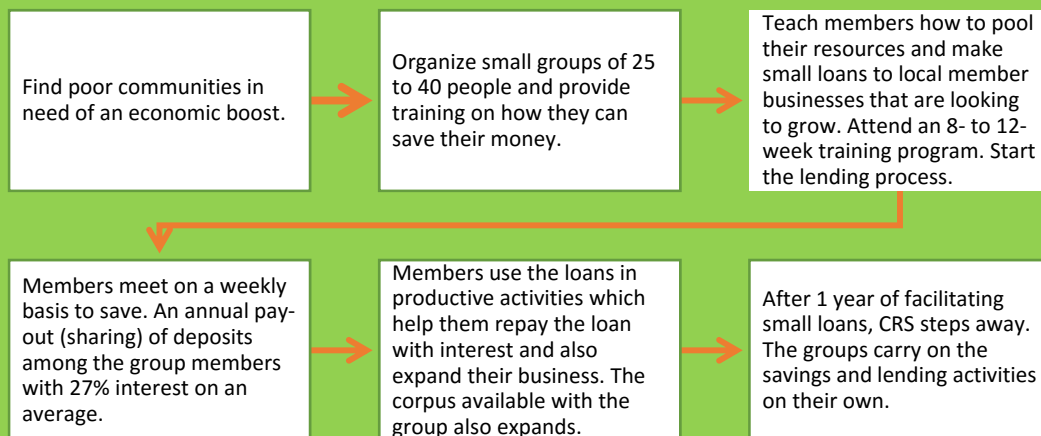 Find poor communities in
need of an economic boost.
Organize small groups of 25
to 40 people and provide
training on how they can
save their money.
Teach members how to pool
their resources and make
small loans to local member
businesses that are looking
to grow. Attend an 8- to 12-
week training program. Start
the lending process.
Members meet on a weekly
basis to save. An annual pay-
out (sharing) of deposits
among the group members
with 27% interest on an
average.
Members use the loans in
productive activities which
help them repay the loan
with interest and also
expand their business. The
corpus available with the
group also expands.
After 1 year of facilitating
small loans, CRS steps away.
The groups carry on the
savings and lending activities
on their own.